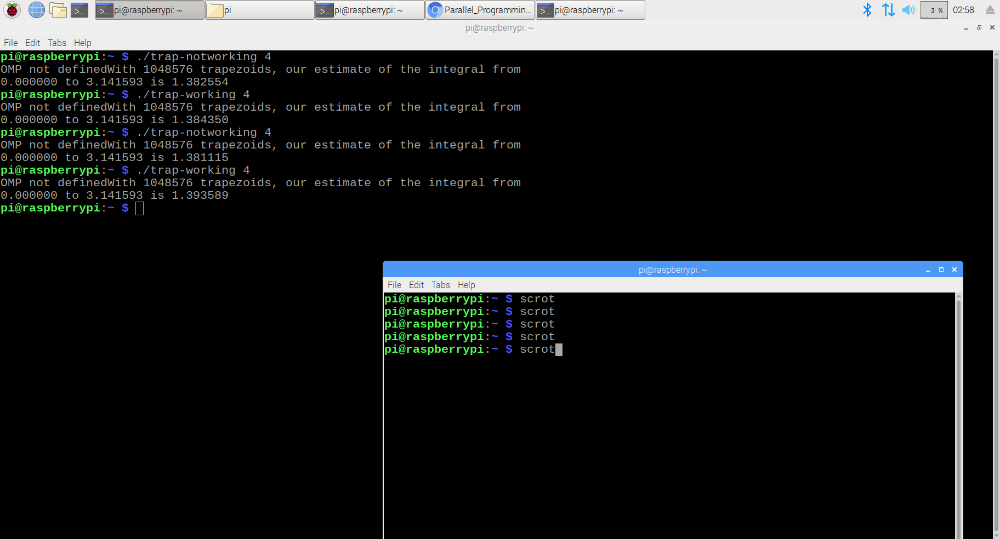 pi@raspberrypi: ~
pi
pi@raspberrypi: ~
Parallel_Programmin...
pi@raspberrypi: ~
3 %
02:58
pi@raspberrypi: ~
File Edit Tabs Help
pi@raspberrypi:~ $ ./trap-notworking 4
OMP not definedWith 1048576 trapezoids, our estimate of the integral from
0.000000 to 3.141593 is 1.382554
pi@raspberrypi:~ $ ./trap-working 4
OMP not definedWith 1048576 trapezoids, our estimate of the integral from
0.000000 to 3.141593 is 1.384350
pi@raspberrypi:~ $ ./trap-notworking 4
OMP not definedWith 1048576 trapezoids, our estimate of the integral from
0.000000 to 3.141593 is 1.381115
pi@raspberrypi:~ $ ./trap-working 4
OMP not definedWith 1048576 trapezoids, our estimate of the integral from
0.000000 to 3.141593 is 1.393589
pi@raspberrypi:~ $
pi@raspberrypi: ~
File Edit Tabs Help
pi@raspberrypi:~ $ scrot
pi@raspberrypi:~ $ scrot
pi@raspberrypi:~ $ scrot
pi@raspberrypi:~ $ scrot
pi@raspberrypi:~ $ scrot